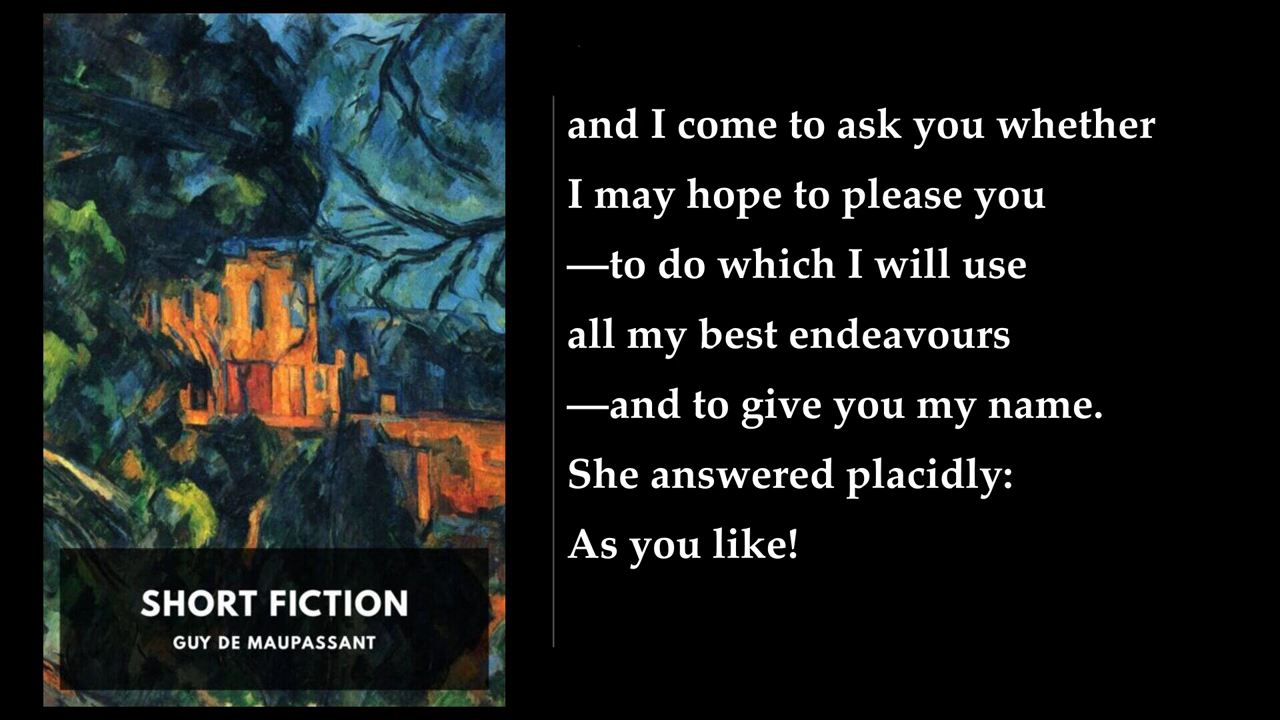 SHORT FICTION
GUY DE MAUPASSANT
and I come to ask you whether
I may hope to please you
—to do which I will use
all my best endeavours
—and to give you my name.
She answered placidly:
As you like!